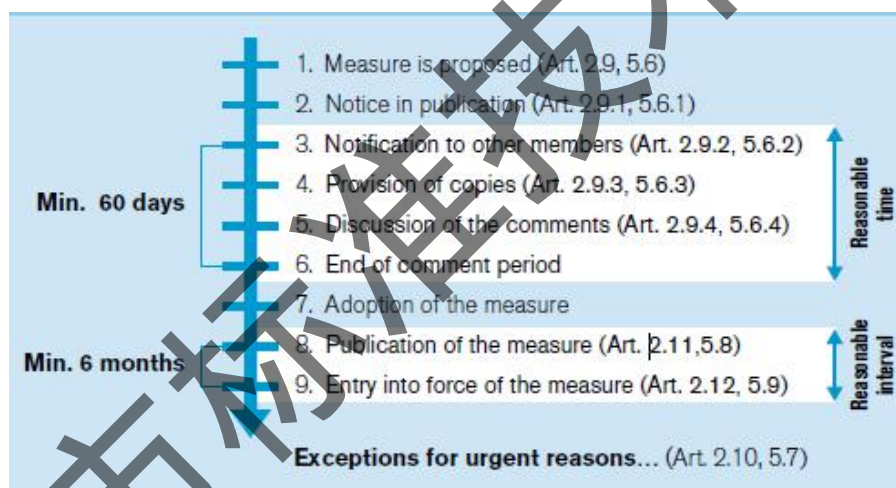 1. Measure is proposed (Art. 2.9, 5.6)
2. Notice in publication (Art. 2.9.1, 5.6.1)
3. Notification to other members (Art. 2.9.2, 5.6.2)
4. Provision of copies (Art. 2.9.3, 5.6.3)
5. Discussion of the comments (Art. 2.9.4, 5.6.4)
6. End of comment period
Min. 60 days
Reasonable
time
7. Adoption of the measure
8. Publication of the measure (Art. 2.11,5.8)
9. Entry into force of the measure (Art. 2.12, 5.9)
Min. 6 months
Reasonable
interval
Exceptions for urgent reasons... (Art. 2.10, 5.7)
市标准技术